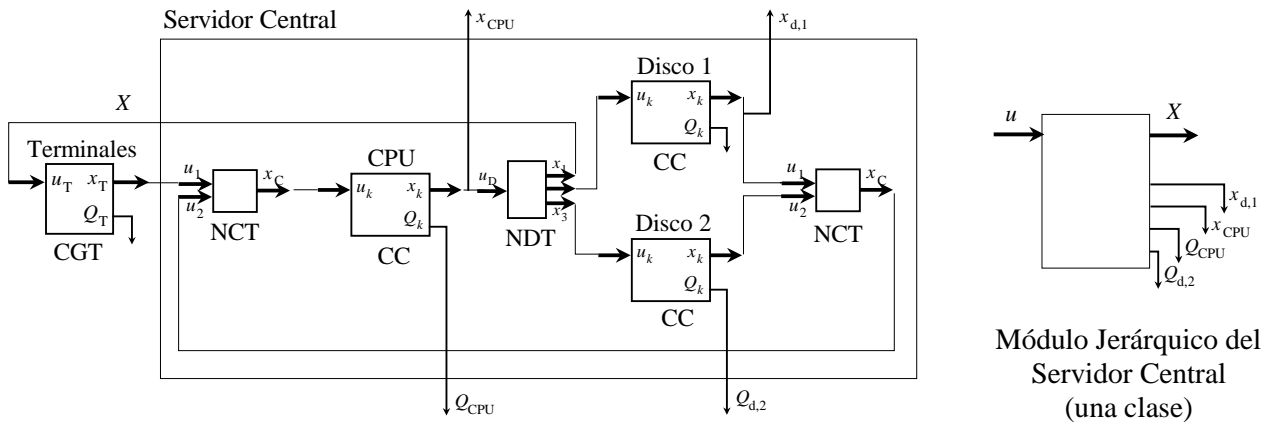 Servidor Central
x_CPU
x_d,1
X
Terminales
u_T x_T
Q_T
CGT
u_1
u_2
x_C
NCT
CPU
u_k x_k
Q_k
CC
u_D
x_1
x_3
NDT
Disco 1
u_k x_k
Q_k
CC
Disco 2
u_k x_k
Q_k
CC
u_1
u_2
x_C
NCT
Q_CPU
Q_d,2
u
X
x_d,1
x_CPU
Q_CPU
Q_d,2
Módulo Jerárquico del
Servidor Central
(una clase)